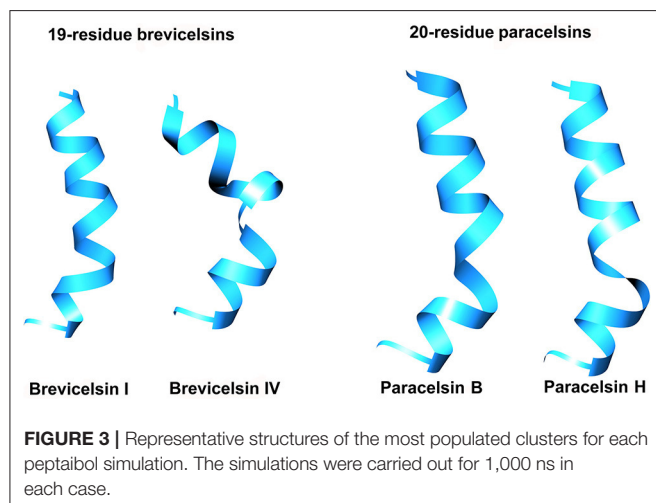 19-residue brevicelsins 20-residue paracelsins
Brevicelsin I Brevicelsin IV Paracelsin B Paracelsin H
FIGURE 3 | Representative structures of the most populated clusters for each
peptaibol simulation. The simulations were carried out for 1,000 ns in
each case.